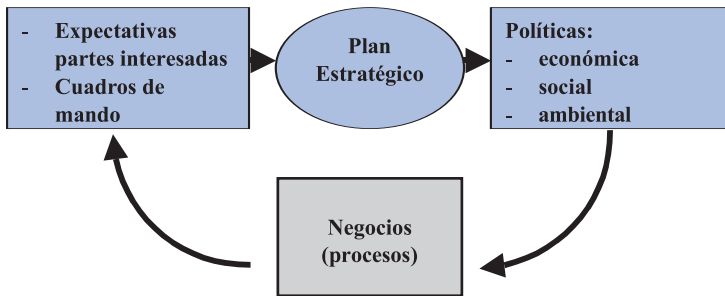 - Expectativas
partes interesadas
- Cuadros de
mando
Plan
Estratégico
Políticas:
- económica
- social
- ambiental
Negocios
(procesos)